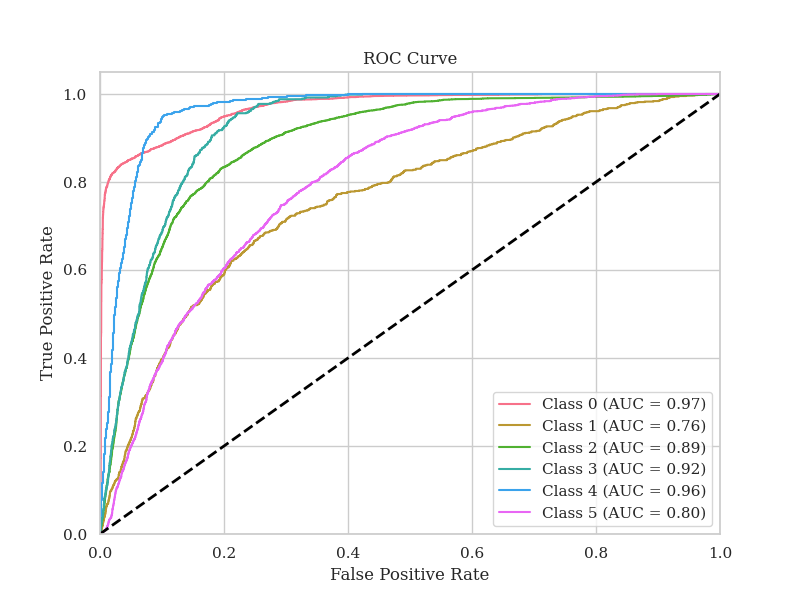 ROC Curve
True Positive Rate
1.0
0.8
0.6
0.4
0.2
0.0
0.0 0.2 0.4 0.6 0.8 1.0
False Positive Rate
Class 0 (AUC = 0.97)
Class 1 (AUC = 0.76)
Class 2 (AUC = 0.89)
Class 3 (AUC = 0.92)
Class 4 (AUC = 0.96)
Class 5 (AUC = 0.80)